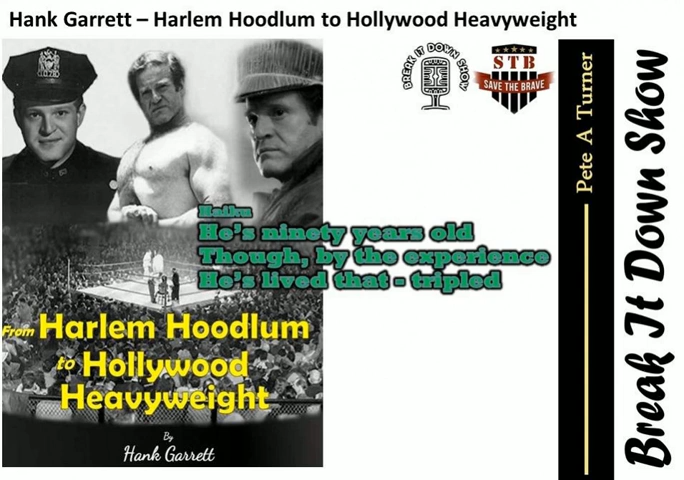 Hank Garrett – Harlem Hoodlum to Hollywood Heavyweight
BREAK IT DOWN SHOW
STB
SAVE THE BRAVE
Haiku
He's ninety years old
Though, by the experience
He's lived that - tripled
From Harlem Hoodlum
to Hollywood
Heavyweight
By
Hank Garrett
Pete A Turner
Break It Down Show